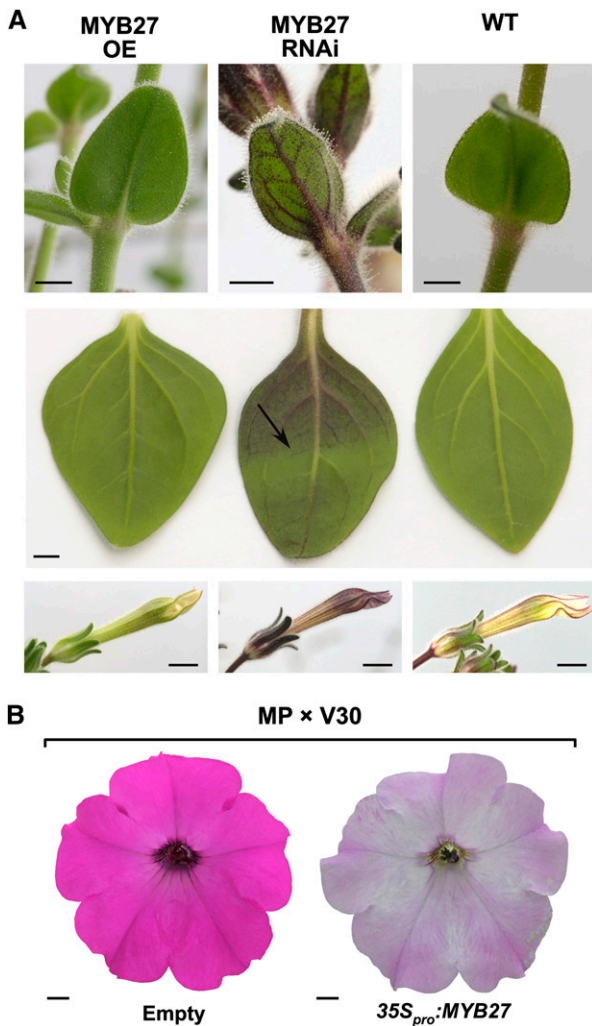 A
MYB27 OE
MYB27 RNAi
WT
B
MP × V30
Empty
35Spro:MYB27